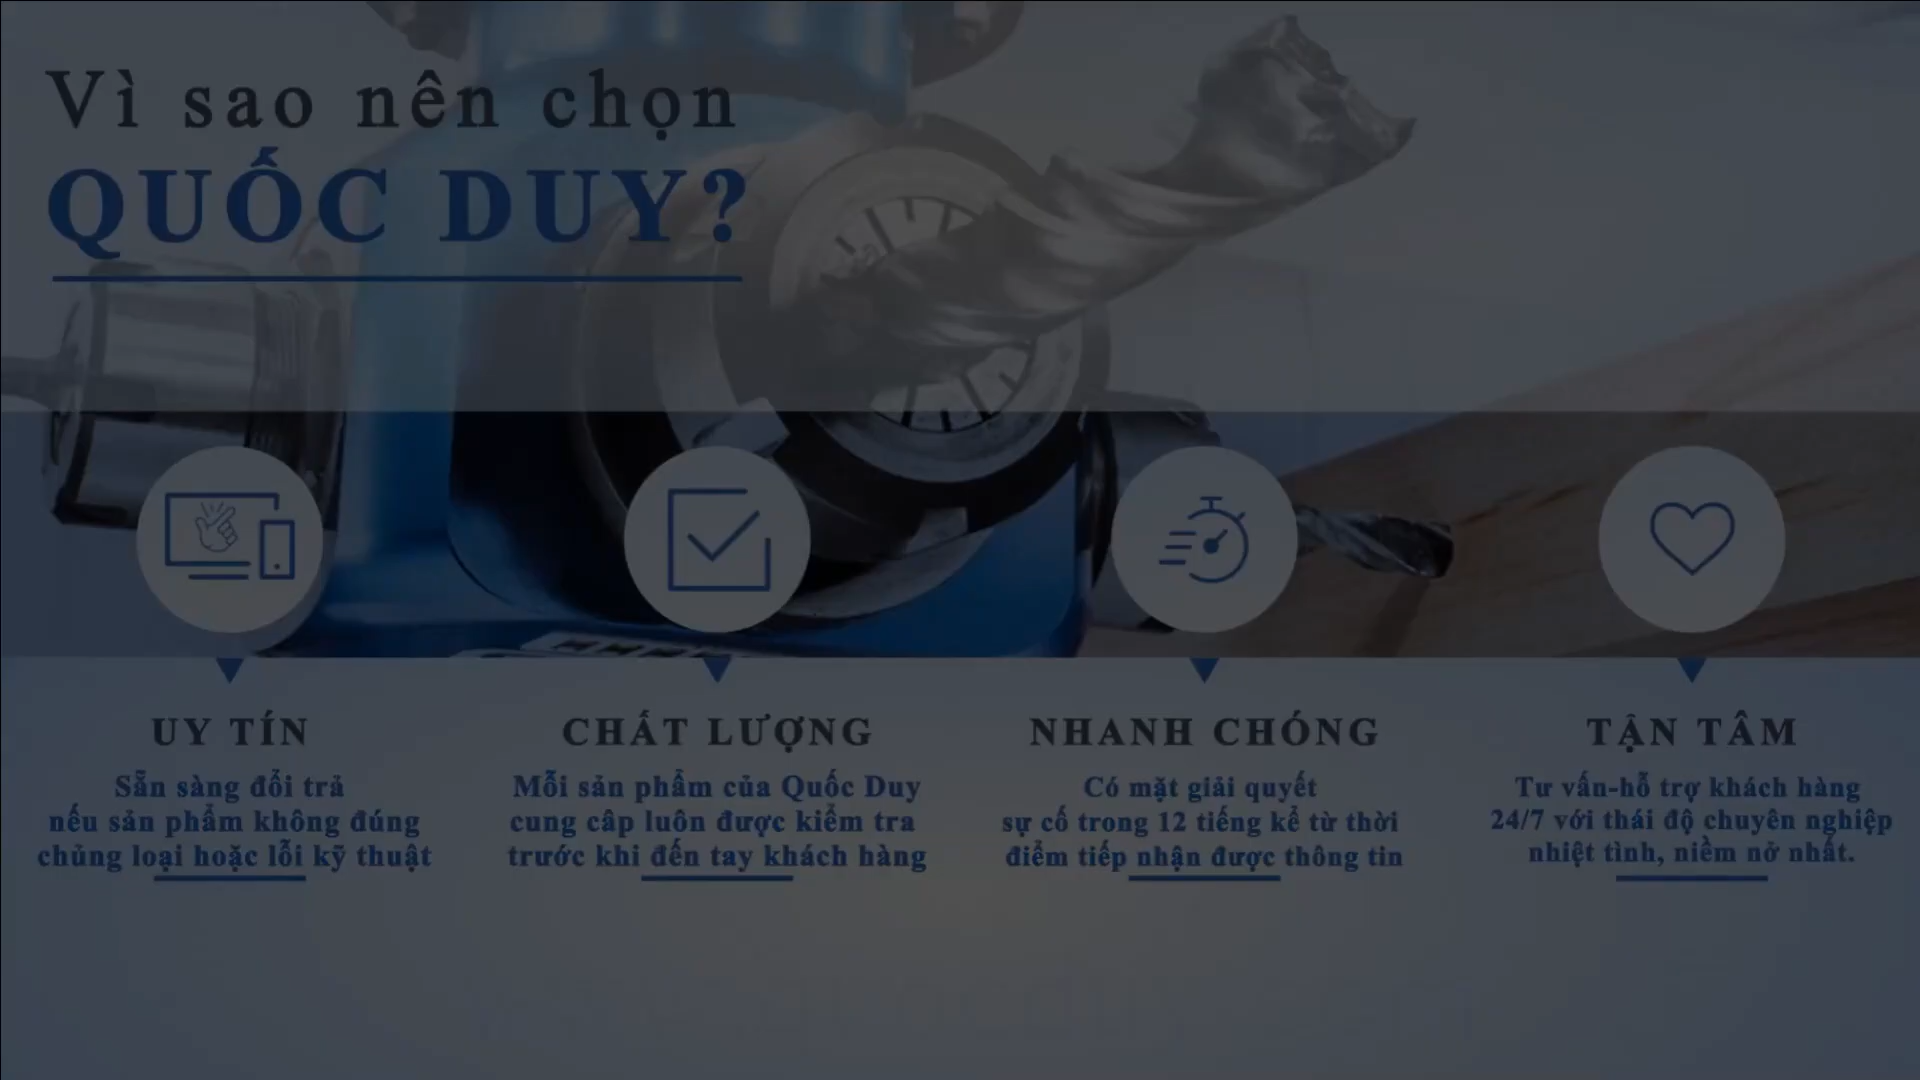 Vì sao nên chọn
QUỐC DUY?
UY TÍN
Sẵn sàng đổi trả
nếu sản phẩm không đúng
chủng loại hoặc lỗi kỹ thuật
CHẤT LƯỢNG
Mỗi sản phẩm của Quốc Duy
cung câp luôn được kiểm tra
trước khi đến tay khách hàng
NHANH CHÓNG
Có mặt giải quyết
sự cố trong 12 tiếng kể từ thời
điểm tiếp nhận được thông tin
TẬN TÂM
Tư vấn-hỗ trợ khách hàng
24/7 với thái độ chuyên nghiệp
nhiệt tình, niềm nở nhất.